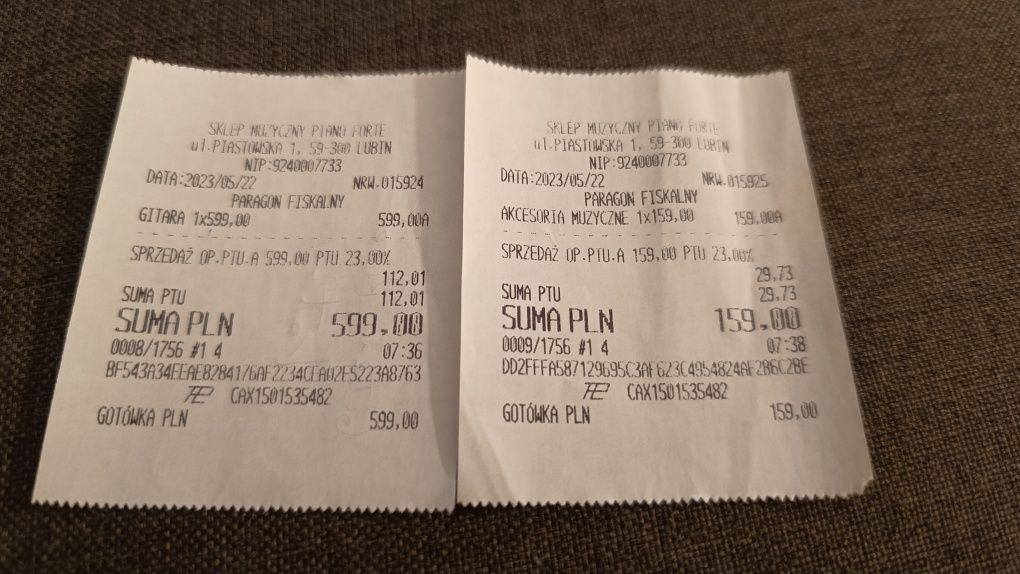 SKLEP MUZYCZNY PIANO FORTE
ul.PIASTOWSKA 1, 59-300 LUBIN
NIP:9240007733
DATA:2023/05/22 NRW.015924
PARAGON FISKALNY
GITARA 1x599,00 599,00A
SPRZEDAŻ OP.PTU.A 599,00 PTU 23,00%
112,01
SUMA PTU 112,01
SUMA PLN 599,00
0008/1756 #1 4 07:36
CAX1501535482
GOTÓWKA PLN 599,00
SKLEP MUZYCZNY PIANO FORTE
ul.PIASTOWSKA 1, 59-300 LUBIN
NIP:9240007733
DATA:2023/05/22 NRW.015925
PARAGON FISKALNY
AKCESORIA MUZYCZNE 1x159,00 159,00A
SPRZEDAŻ OP.PTU.A 159,00 PTU 23,00%
29,73
SUMA PTU 29,73
SUMA PLN 159,00
0009/1756 #1 4 07:38
CAX1501535482
GOTÓWKA PLN 159,00